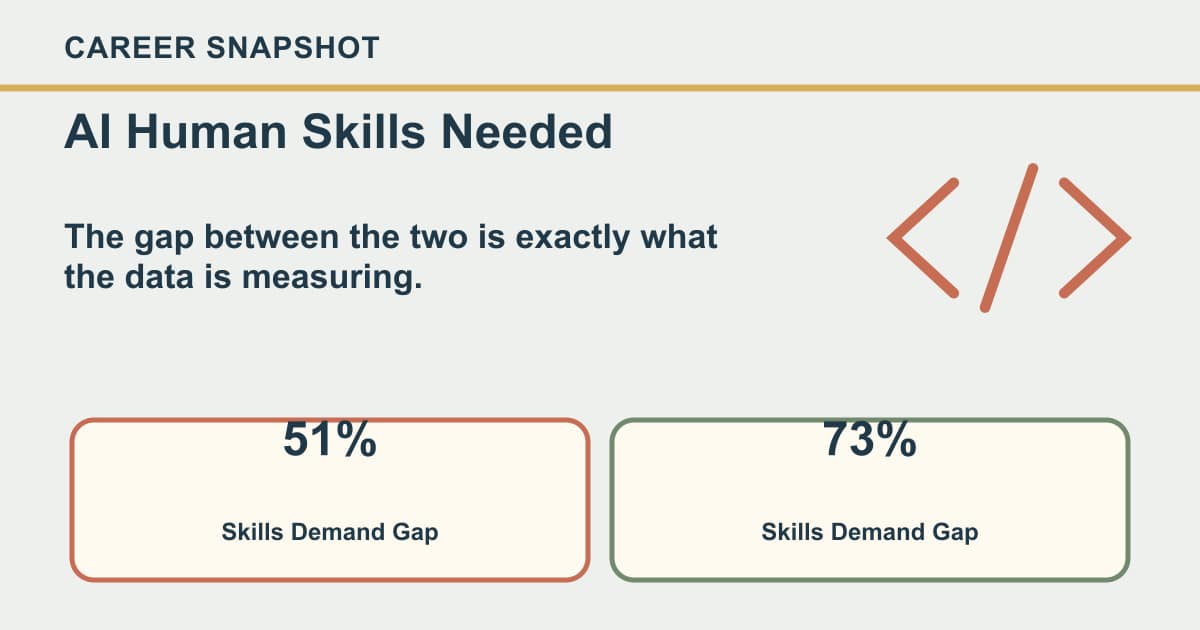 CAREER SNAPSHOT
AI Human Skills Needed
The gap between the two is exactly what
the data is measuring.
51%
Skills Demand Gap
73%
Skills Demand Gap